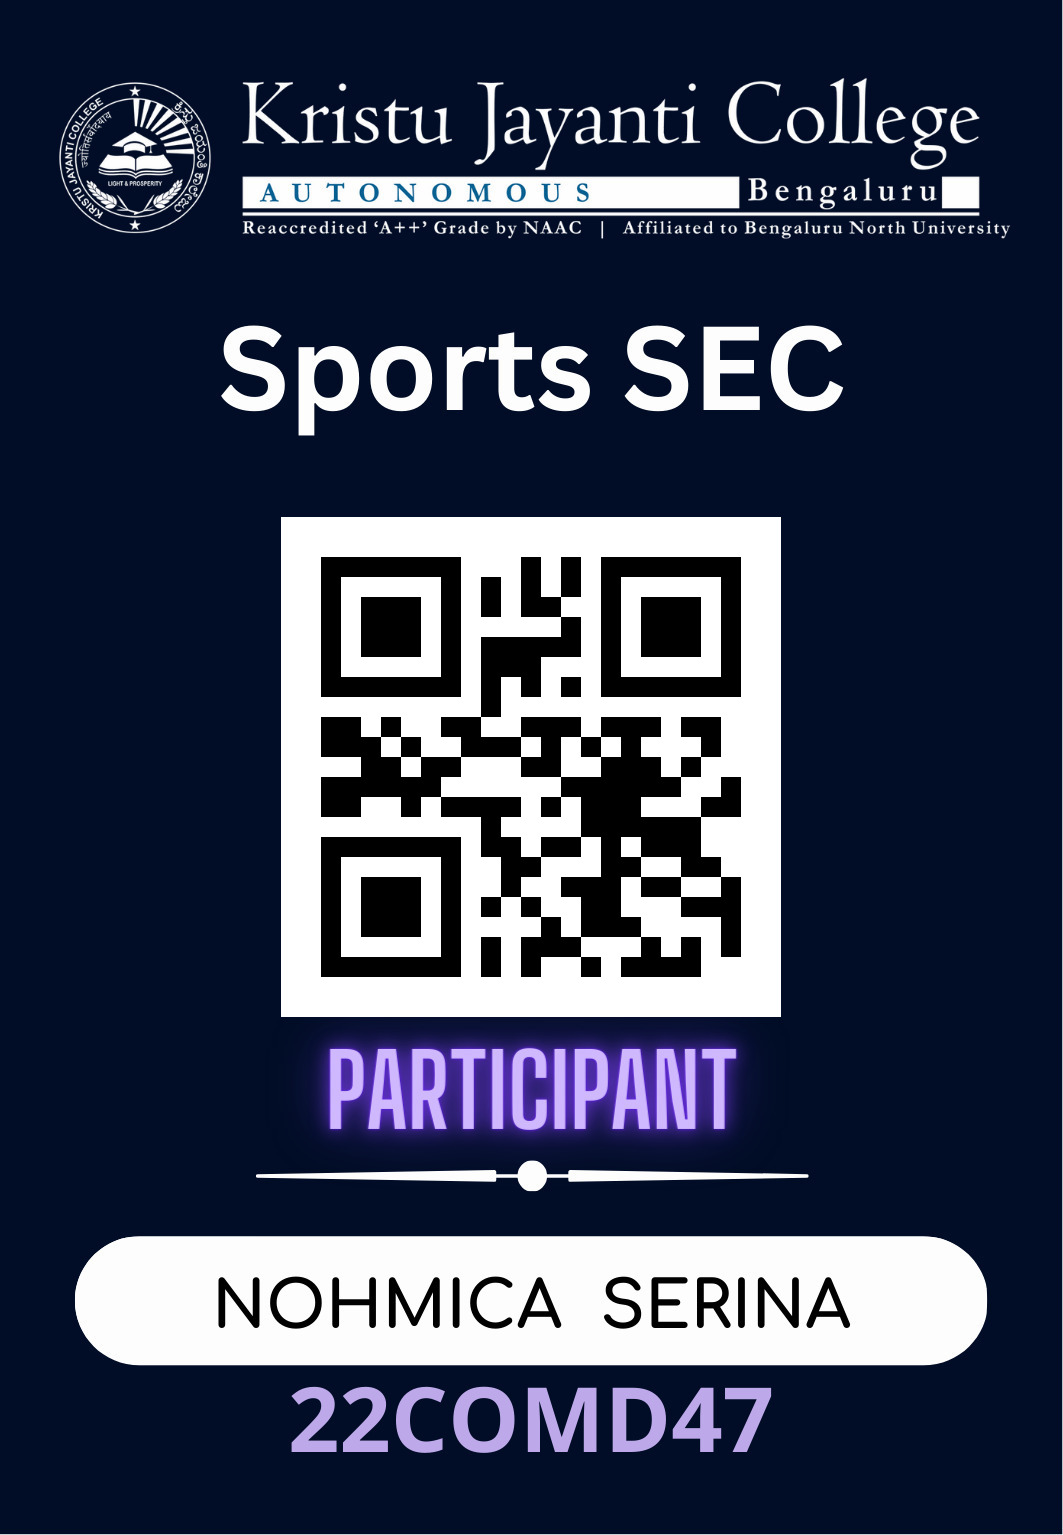 KRISTU JAYANTI COLLEGE
LIGHT & PROSPERITY
Kristu Jayanti College
AUTONOMOUS Bengaluru
Reaccredited ‘A++’ Grade by NAAC | Affiliated to Bengaluru North University
Sports SEC
PARTICIPANT
NOHMICA SERINA
22COMD47